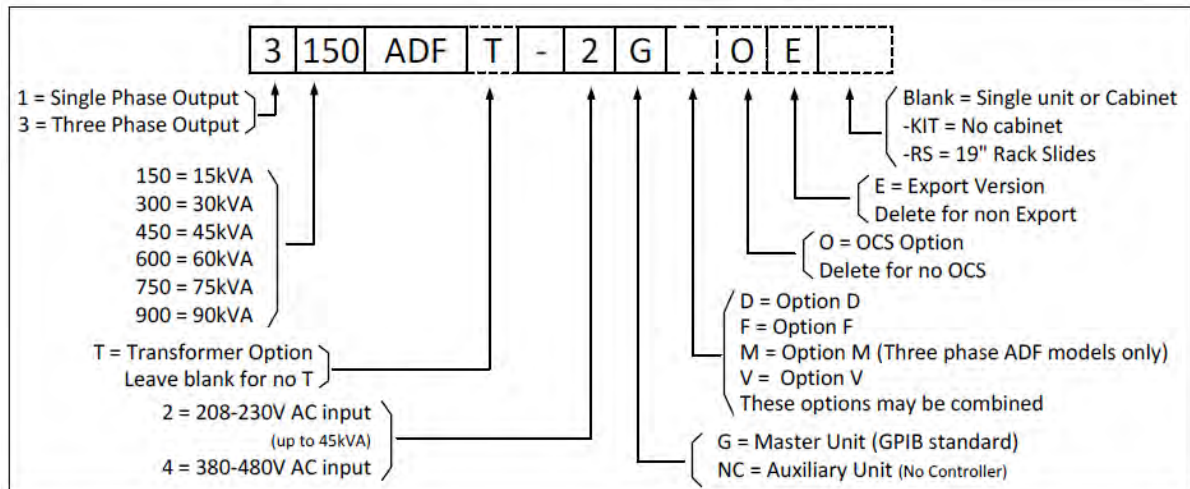 3 150 ADF T - 2 G O E
1 = Single Phase Output
3 = Three Phase Output
150 = 15kVA
300 = 30kVA
450 = 45kVA
600 = 60kVA
750 = 75kVA
900 = 90kVA
T = Transformer Option
Leave blank for no T
2 = 208-230V AC input
(up to 45kVA)
4 = 380-480V AC input
Blank = Single unit or Cabinet
-KIT = No cabinet
-RS = 19" Rack Slides
E = Export Version
Delete for non Export
O = OCS Option
Delete for no OCS
D = Option D
F = Option F
M = Option M (Three phase ADF models only)
V = Option V
These options may be combined
G = Master Unit (GPIB standard)
NC = Auxiliary Unit (No Controller)